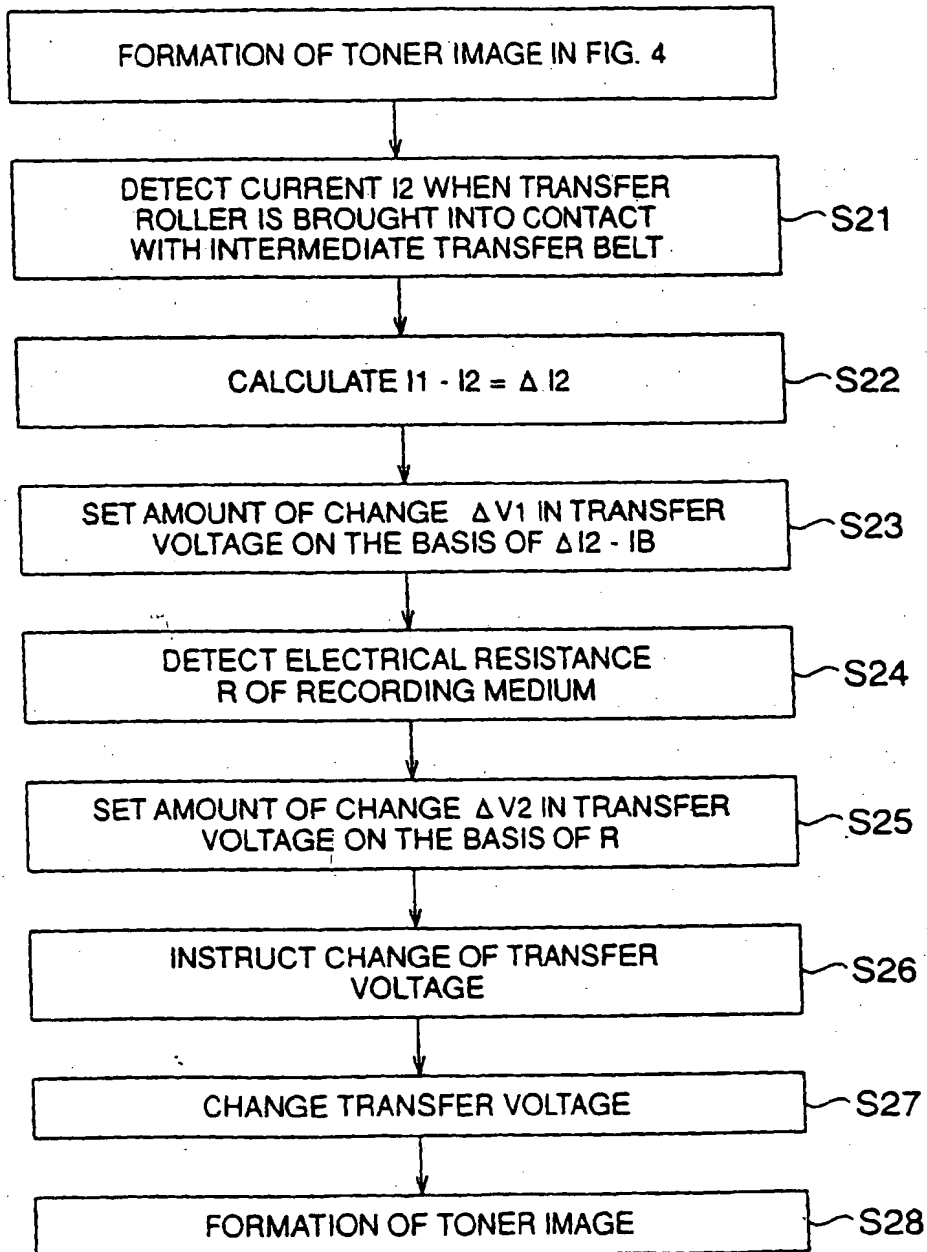 FORMATION OF TONER IMAGE IN FIG. 4
DETECT CURRENT I2 WHEN TRANSFER
ROLLER IS BROUGHT INTO CONTACT
WITH INTERMEDIATE TRANSFER BELT
S21
CALCULATE I1 - I2 = Δ I2
S22
SET AMOUNT OF CHANGE ΔV1 IN TRANSFER
VOLTAGE ON THE BASIS OF ΔI2 - IB
S23
DETECT ELECTRICAL RESISTANCE
R OF RECORDING MEDIUM
S24
SET AMOUNT OF CHANGE ΔV2 IN TRANSFER
VOLTAGE ON THE BASIS OF R
S25
INSTRUCT CHANGE OF TRANSFER
VOLTAGE
S26
CHANGE TRANSFER VOLTAGE
S27
FORMATION OF TONER IMAGE
S28